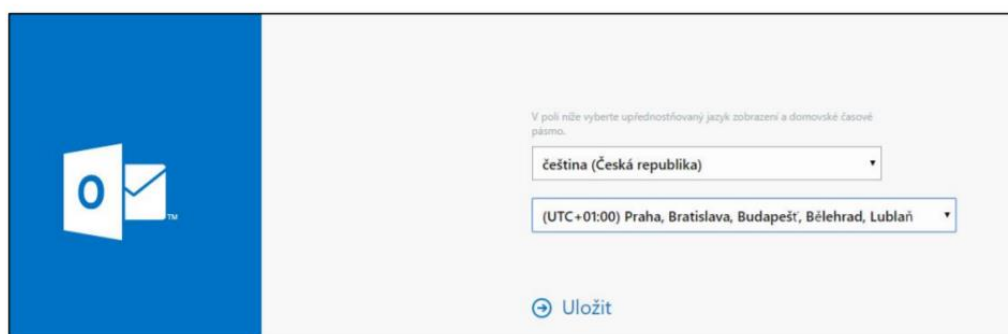 V poli níže vyberte upřednostňovaný jazyk zobrazení a domovské časové
pásmo.
čeština (Česká republika)
(UTC+01:00) Praha, Bratislava, Budapešť, Bělehrad, Lublaň
O
TM
Uložit